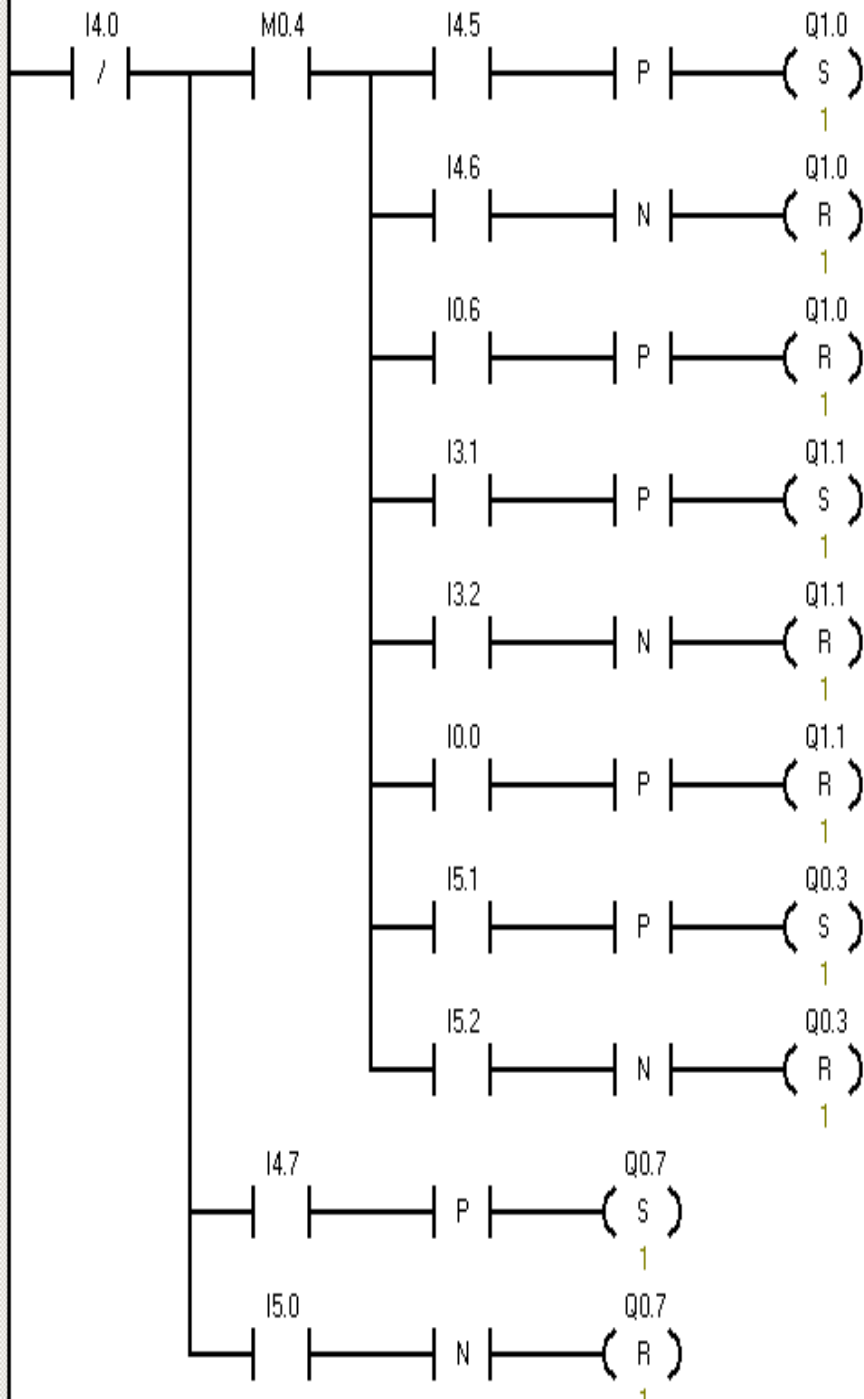 I4.0 M0.4 I4.5 Q1.0
/ P S
1
I4.6 Q1.0
N R
1
I0.6 Q1.0
P R
1
I3.1 Q1.1
P S
1
I3.2 Q1.1
N R
1
I0.0 Q1.1
P R
1
I5.1 Q0.3
P S
1
I5.2 Q0.3
N R
1
I4.7 Q0.7
P S
1
I5.0 Q0.7
N R
1